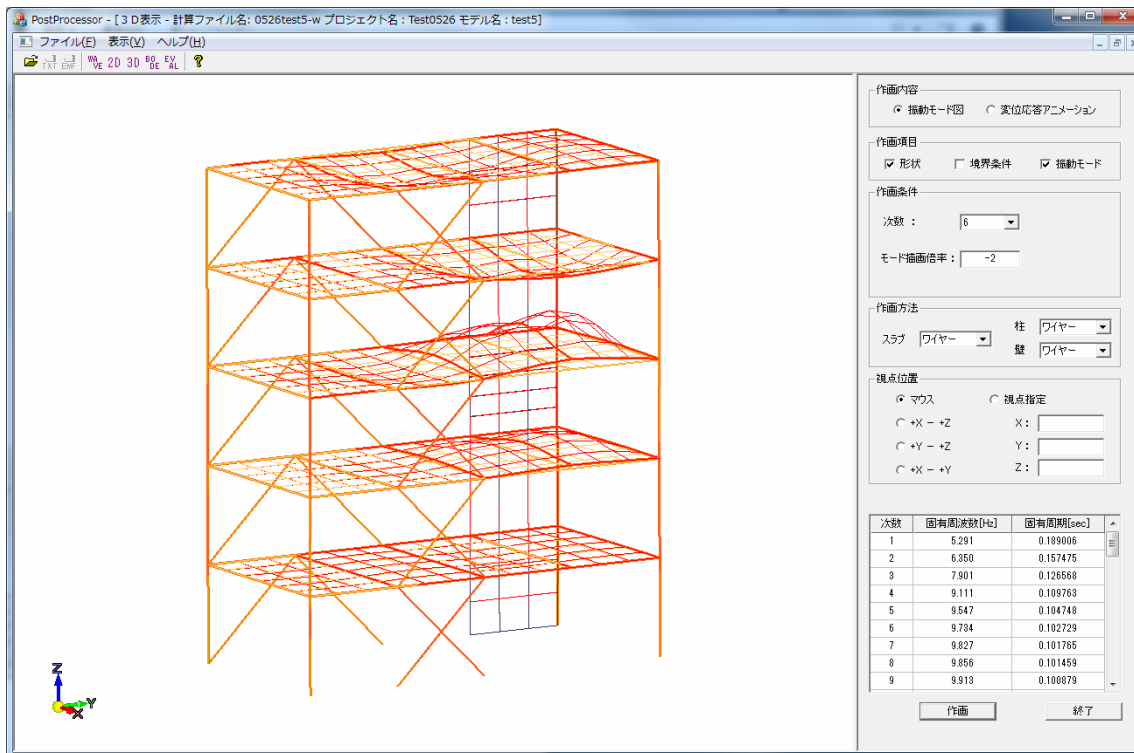 PostProcessor - [３Ｄ表示 - 計算ファイル名: 0526test5-w プロジェクト名：Test0526 モデル名：test5]
ファイル(F) 表示(V) ヘルプ(H)
TXT EMF WAVE 2D 3D BODE EVAL ?
作画内容
振動モード図 変位応答アニメーション
作画項目
形状 境界条件 振動モード
作画条件
次数： 6
モード描画倍率： -2
作画方法
スラブ ワイヤー 柱 ワイヤー
壁 ワイヤー
視点位置
マウス 視点指定
+X － +Z X：
+Y － +Z Y：
+X － +Y Z：
次数 固有周波数[Hz] 固有周期[sec]
1 5.291 0.189006
2 6.350 0.157475
3 7.901 0.126568
4 9.111 0.109763
5 9.547 0.104748
6 9.734 0.102729
7 9.827 0.101765
8 9.856 0.101459
9 9.913 0.100879
作画 終了
Z
Y
X